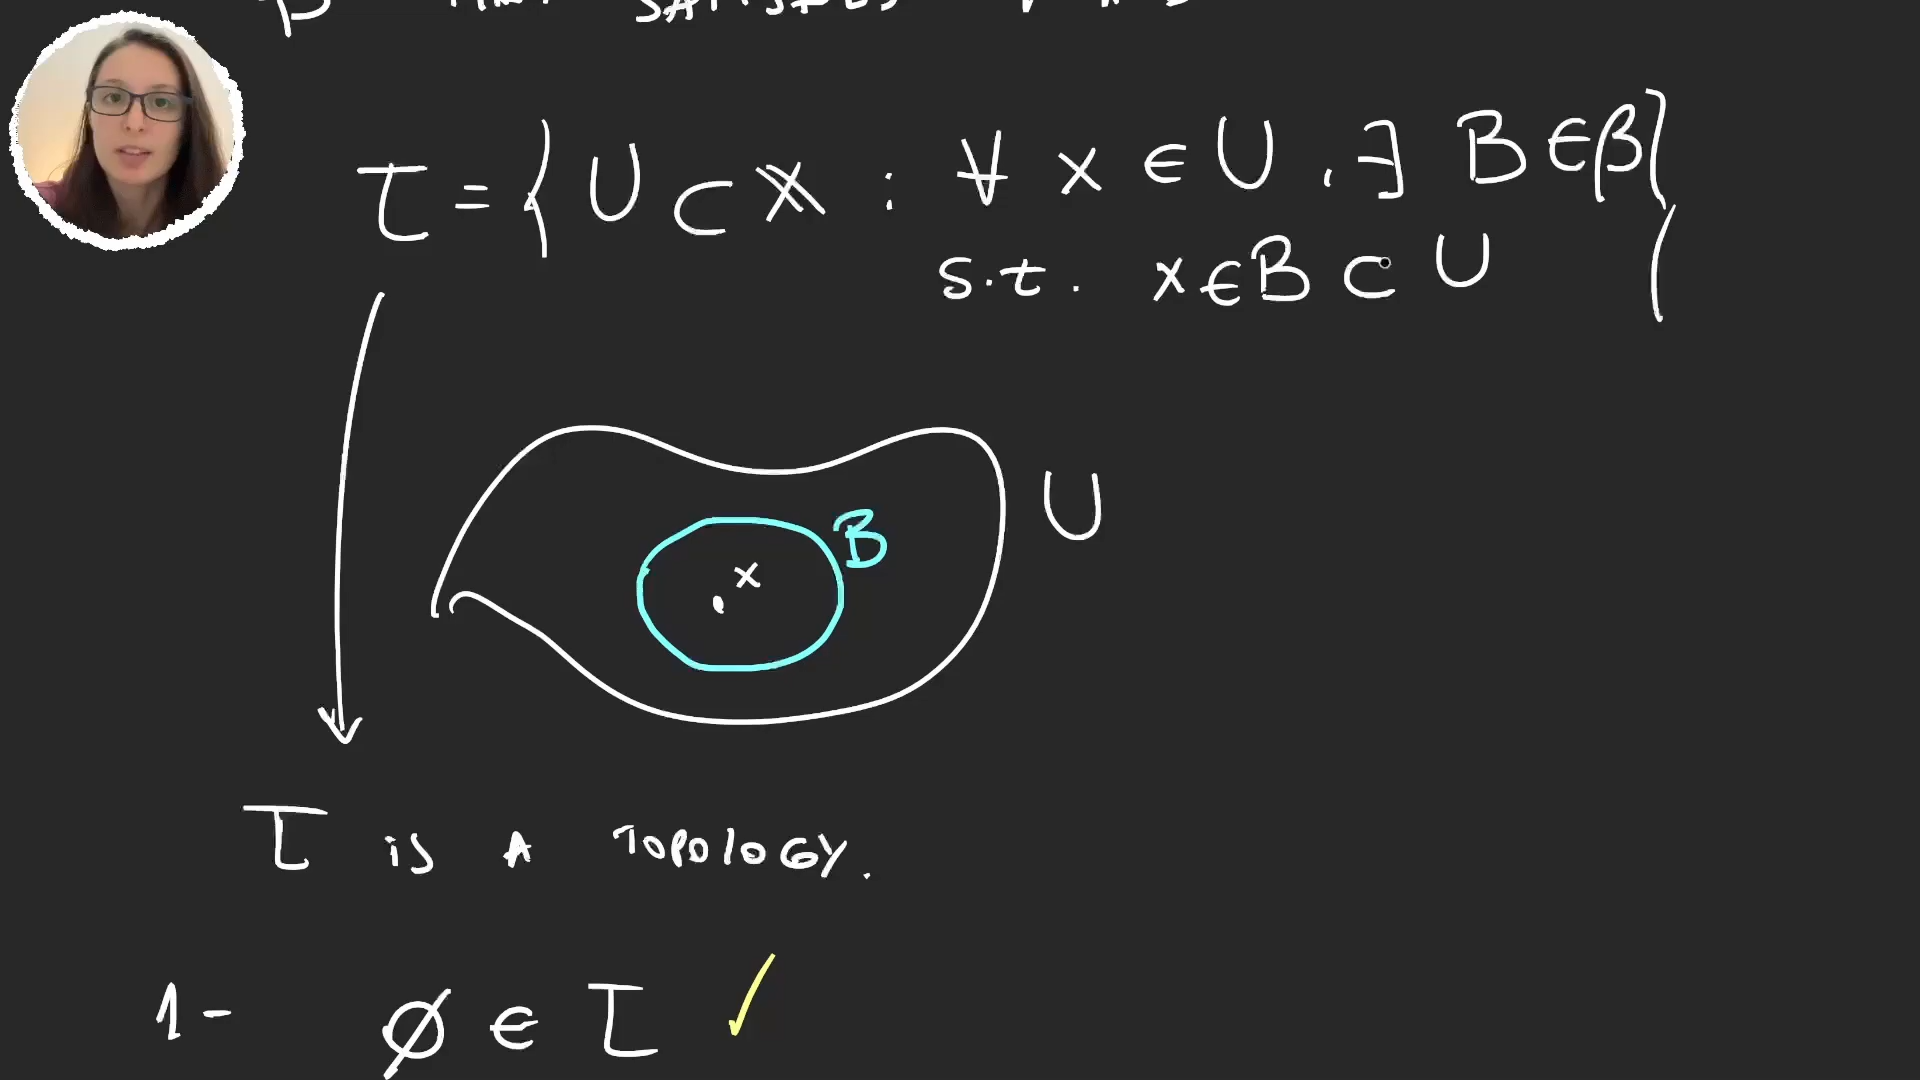 τ = { U ⊂ X : ∀ x ∈ U , ∃ B ∈ β }
s.t. x ∈ B ⊂ U
U
B
x
τ is A TOPOLOGY.
1- ∅ ∈ τ ✓